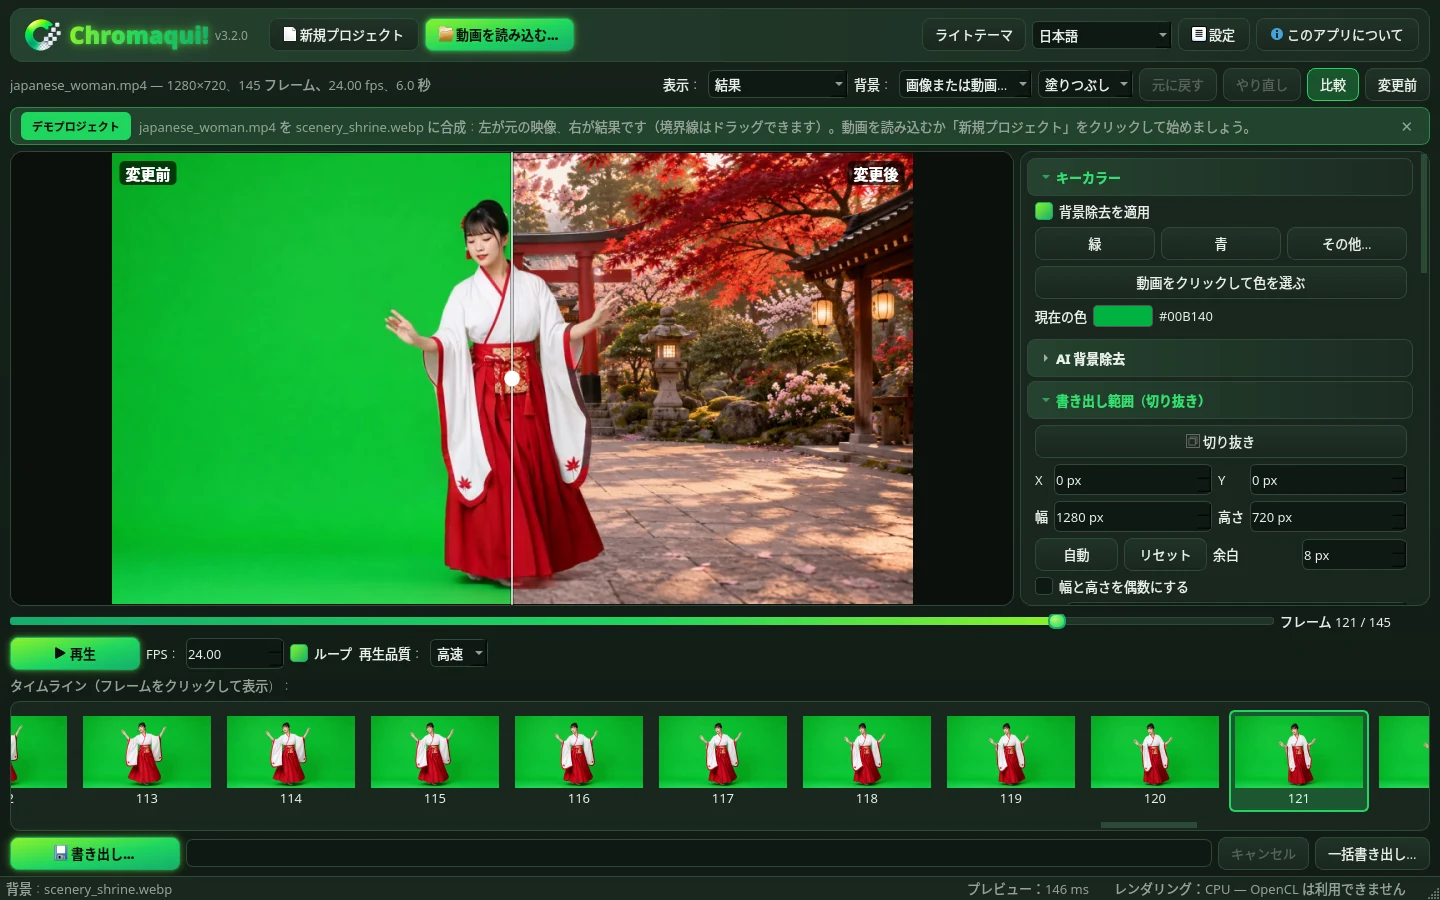 Chromaqui! v3.2.0 新規プロジェクト 動画を読み込む... ライトテーマ 日本語 設定 このアプリについて
japanese_woman.mp4 — 1280×720、145 フレーム、24.00 fps、6.0 秒 表示： 結果 背景： 画像または動画... 塗りつぶし 元に戻す やり直し 比較 変更前
デモプロジェクト japanese_woman.mp4 を scenery_shrine.webp に合成：左が元の映像、右が結果です（境界線はドラッグできます）。動画を読み込むか「新規プロジェクト」をクリックして始めましょう。 ×
変更前 変更後
キーカラー
背景除去を適用
緑 青 その他...
動画をクリックして色を選ぶ
現在の色 #00B140
AI 背景除去
書き出し範囲（切り抜き）
切り抜き
X 0 px Y 0 px
幅 1280 px 高さ 720 px
自動 リセット 余白 8 px
幅と高さを偶数にする
フレーム 121 / 145
再生 FPS： 24.00 ループ 再生品質： 高速
タイムライン（フレームをクリックして表示）：
113 114 115 116 117 118 119 120 121
書き出し... キャンセル 一括書き出し...
背景：scenery_shrine.webp プレビュー：146 ms レンダリング：CPU — OpenCL は利用できません